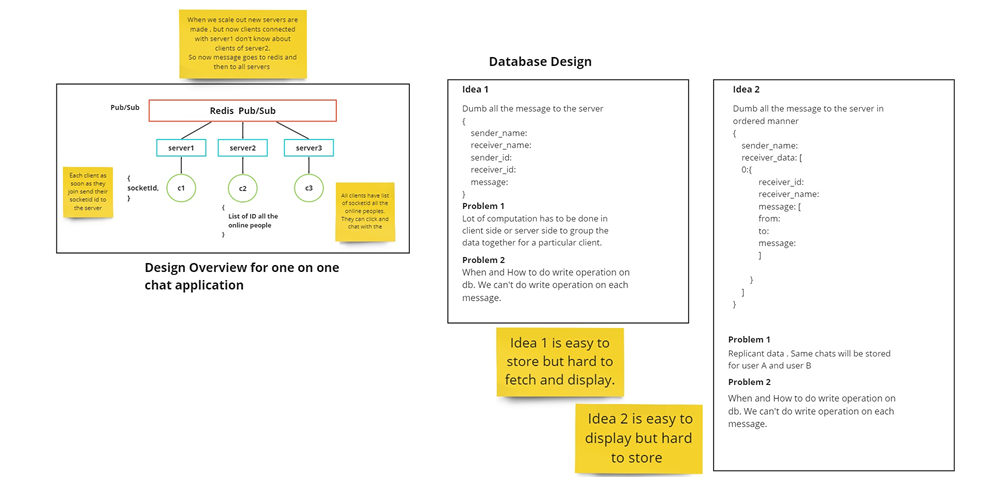 When we scale out new servers are
made , but now clients connected
with server1 don't know about
clients of server2.
So now message goes to redis and
then to all servers
Pub/Sub
Redis Pub/Sub
server1
server2
server3
Each client as
soon as they
join send their
socketid id to
the server
{
socketId,
}
c1
c2
c3
{
List of ID all the
online people
}
All clients have list
of socketid all the
online peoples.
They can click and
chat with the
Design Overview for one on one
chat application
Database Design
Idea 1
Dumb all the message to the server
{
sender_name:
receiver_name:
sender_id:
receiver_id:
message:
}
Problem 1
Lot of computation has to be done in
client side or server side to group the
data together for a particular client.
Problem 2
When and How to do write operation on
db. We can't do write operation on each
message.
Idea 1 is easy to
store but hard to
fetch and display.
Idea 2 is easy to
display but hard
to store
Idea 2
Dumb all the message to the server in
ordered manner
{
sender_name:
receiver_data: [
0:{
receiver_id:
receiver_name:
message: [
from:
to:
message:
]
}
]
}
Problem 1
Replicant data . Same chats will be stored
for user A and user B
Problem 2
When and How to do write operation on
db. We can't do write operation on each
message.